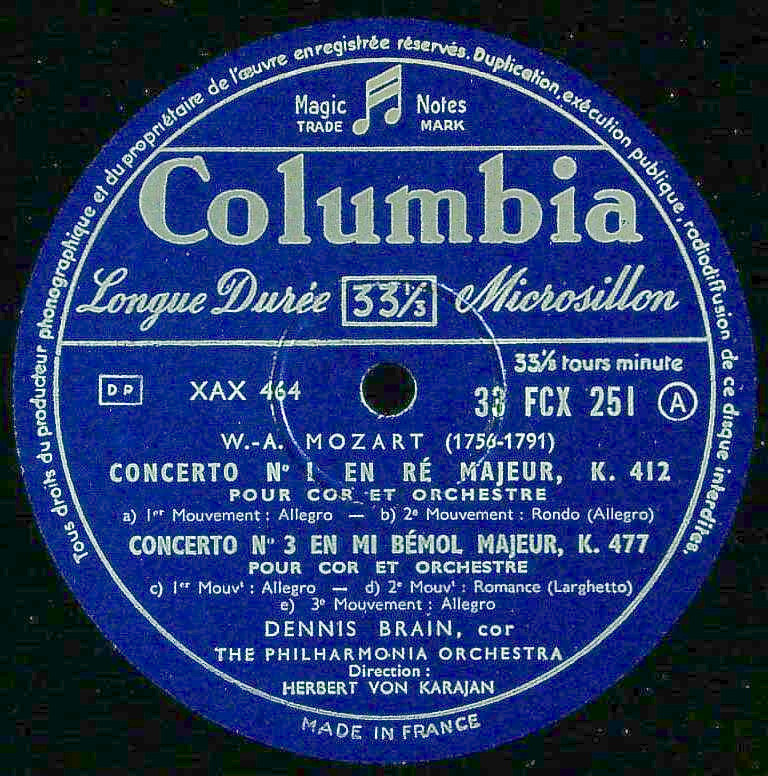 Tous droits du producteur phonographique et du propriétaire de l'œuvre enregistrée réservés. Duplication, exécution publique, radiodiffusion de ce disque interdites.
Magic Notes
TRADE MARK
Columbia
Longue Durée 33⅓ Microsillon
33⅓ tours minute
DP XAX 464 33 FCX 251 A
W.-A. MOZART (1756-1791)
CONCERTO N° 1 EN RÉ MAJEUR, K. 412
POUR COR ET ORCHESTRE
a) 1er Mouvement : Allegro — b) 2e Mouvement : Rondo (Allegro)
CONCERTO N° 3 EN MI BÉMOL MAJEUR, K. 477
POUR COR ET ORCHESTRE
c) 1er Mouvt : Allegro — d) 2e Mouvt : Romance (Larghetto)
e) 3e Mouvement : Allegro
DENNIS BRAIN, cor
THE PHILHARMONIA ORCHESTRA
Direction :
HERBERT VON KARAJAN
MADE IN FRANCE